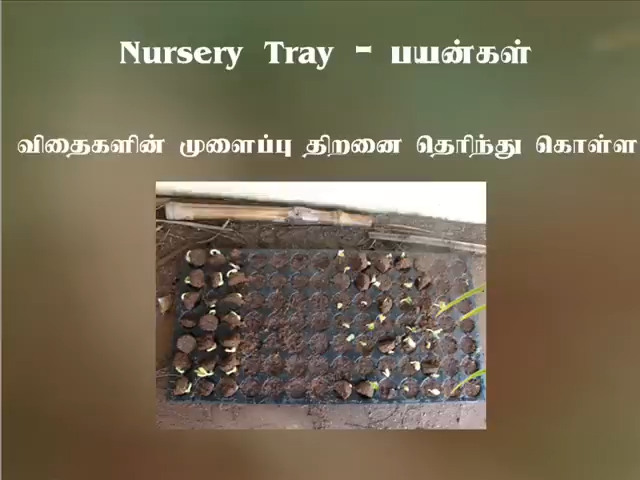 Nursery Tray - பயன்கள்
விதைகளின் முளைப்பு திறனை தெரிந்து கொள்ள